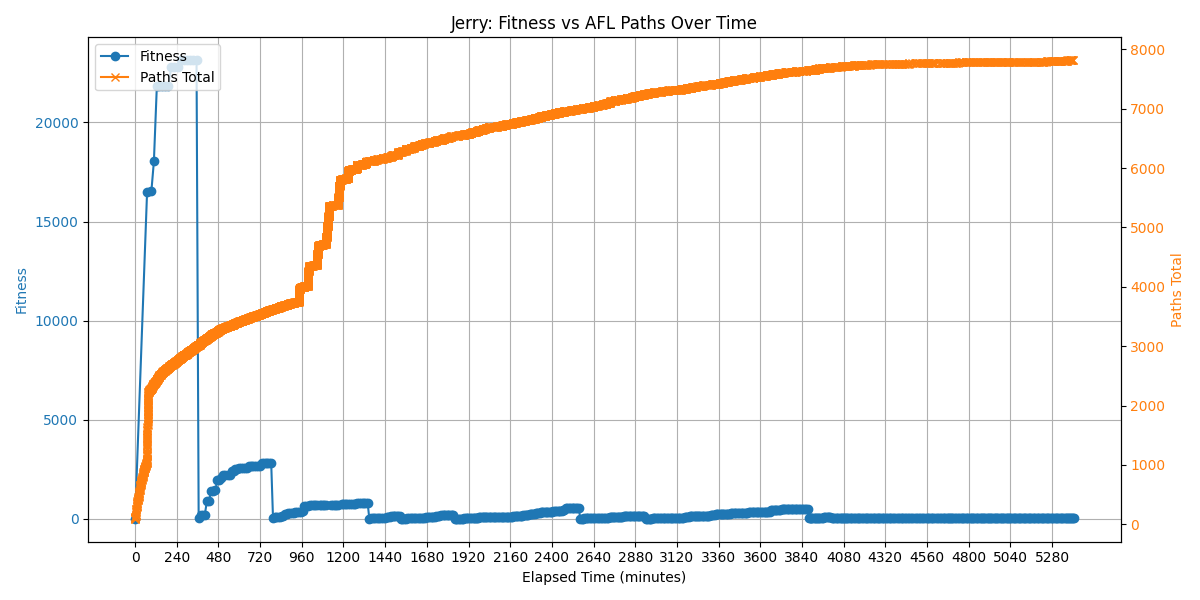 Jerry: Fitness vs AFL Paths Over Time
Fitness
Paths Total
20000
15000
10000
5000
0
Fitness
8000
7000
6000
5000
4000
3000
2000
1000
0
Paths Total
0 240 480 720 960 1200 1440 1680 1920 2160 2400 2640 2880 3120 3360 3600 3840 4080 4320 4560 4800 5040 5280
Elapsed Time (minutes)